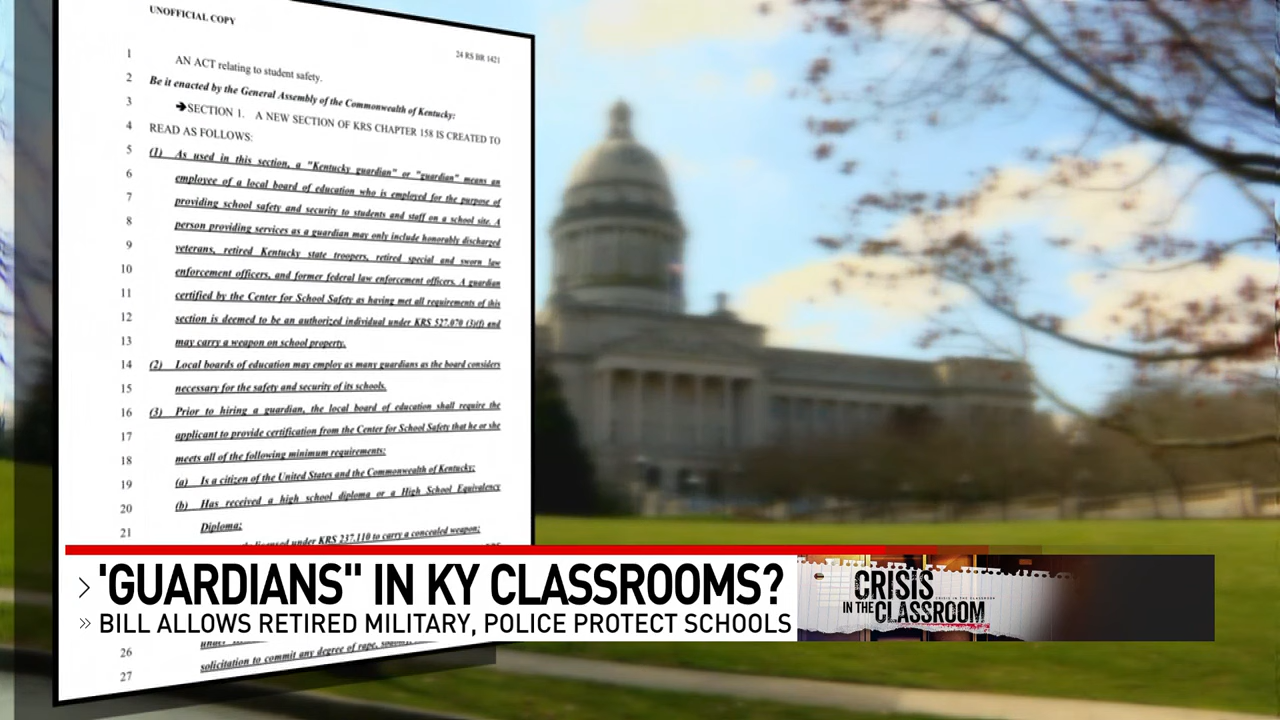 UNOFFICIAL COPY
24 RS BR 1421
1 AN ACT relating to student safety.
2 Be it enacted by the General Assembly of the Commonwealth of Kentucky:
3 ➔SECTION 1. A NEW SECTION OF KRS CHAPTER 158 IS CREATED TO
4 READ AS FOLLOWS:
5 (1) As used in this section, a "Kentucky guardian" or "guardian" means an
6 employee of a local board of education who is employed for the purpose of
7 providing school safety and security to students and staff on a school site. A
8 person providing services as a guardian may only include honorably discharged
9 veterans, retired Kentucky state troopers, retired special and sworn law
10 enforcement officers, and former federal law enforcement officers. A guardian
11 certified by the Center for School Safety as having met all requirements of this
12 section is deemed to be an authorized individual under KRS 527.070 (3)(f) and
13 may carry a weapon on school property.
14 (2) Local boards of education may employ as many guardians as the board considers
15 necessary for the safety and security of its schools.
16 (3) Prior to hiring a guardian, the local board of education shall require the
17 applicant to provide certification from the Center for School Safety that he or she
18 meets all of the following minimum requirements:
19 (a) Is a citizen of the United States and the Commonwealth of Kentucky;
20 (b) Has received a high school diploma or a High School Equivalency
21 Diploma;
licensed under KRS 237.110 to carry a concealed weapon;
'GUARDIANS" IN KY CLASSROOMS?
BILL ALLOWS RETIRED MILITARY, POLICE PROTECT SCHOOLS
CRISIS
IN THE CLASSROOM
26
27 solicitation to commit any degree of rape,